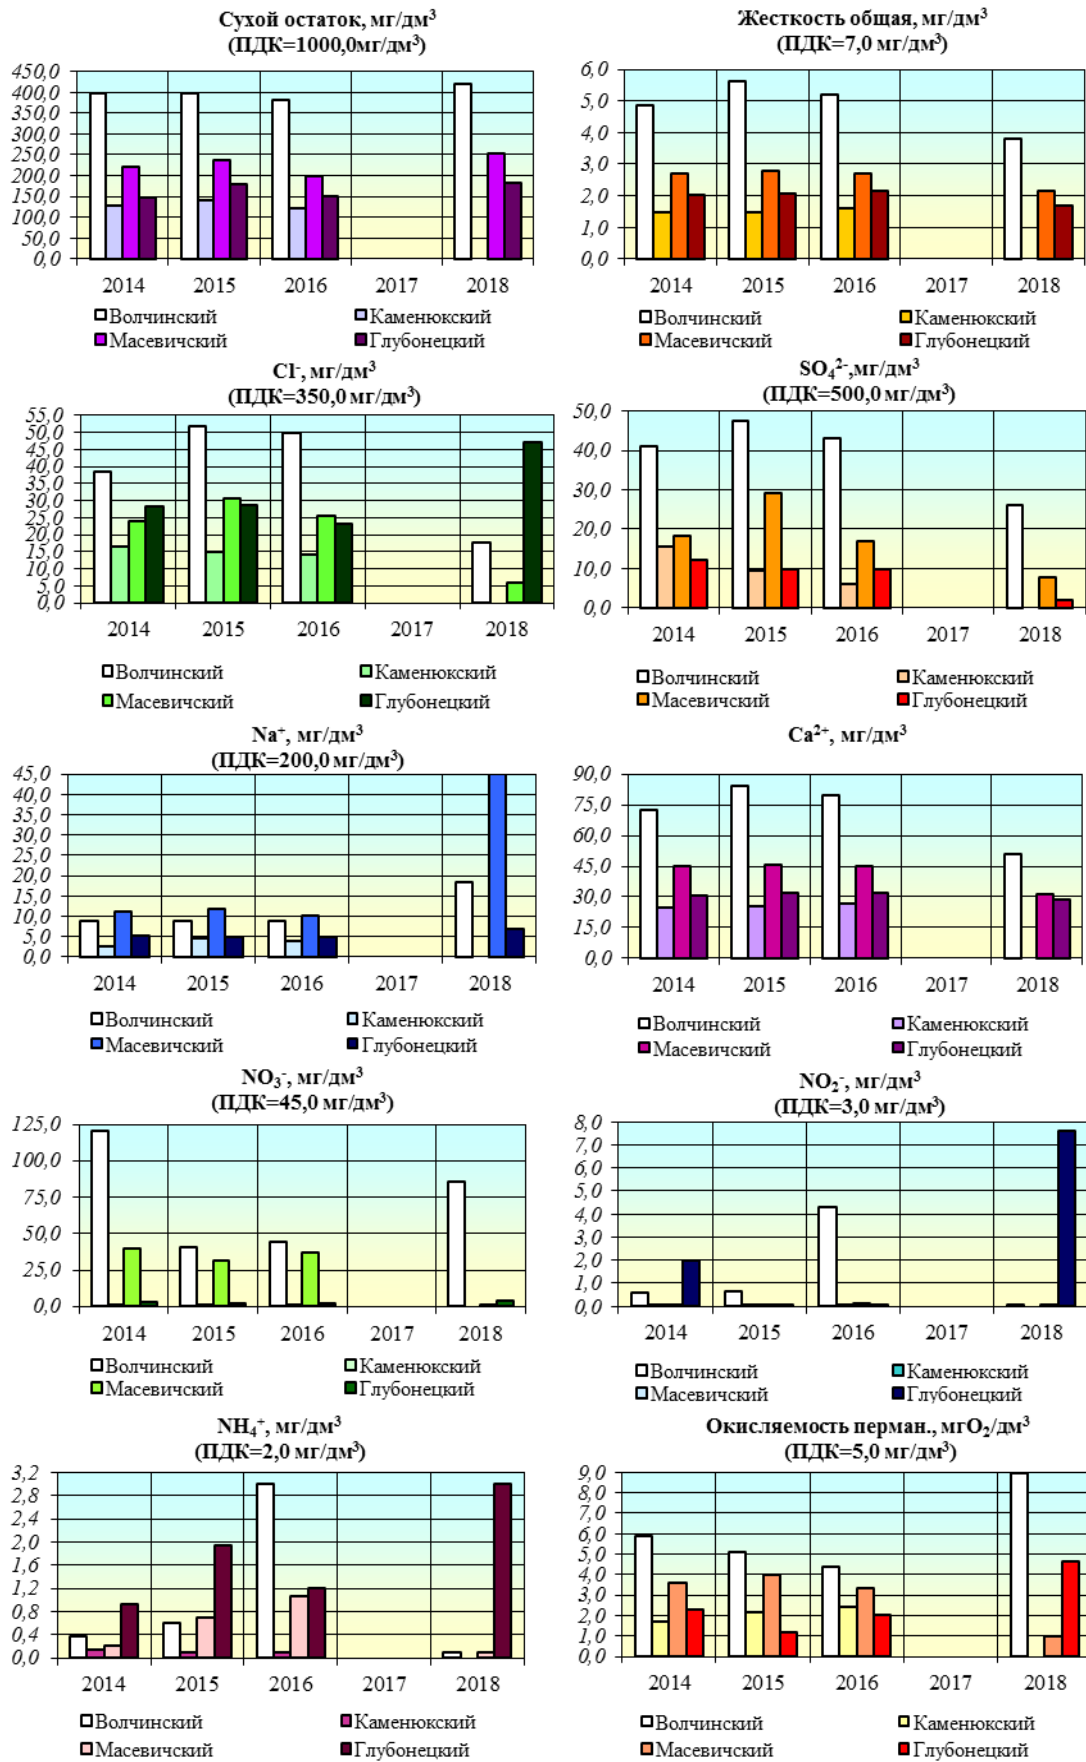 Сухой остаток, мг/дм³
(ПДК=1000,0мг/дм³)
450,0
400,0
350,0
300,0
250,0
200,0
150,0
100,0
50,0
0,0
2014 2015 2016 2017 2018
Волчинский Каменюкский
Масевичский Глубонецкий
Жесткость общая, мг/дм³
(ПДК=7,0 мг/дм³)
6,0
5,0
4,0
3,0
2,0
1,0
0,0
2014 2015 2016 2017 2018
Волчинский Каменюкский
Масевичский Глубонецкий
Cl⁻, мг/дм³
(ПДК=350,0 мг/дм³)
55,0
50,0
45,0
40,0
35,0
30,0
25,0
20,0
15,0
10,0
5,0
0,0
2014 2015 2016 2017 2018
Волчинский Каменюкский
Масевичский Глубонецкий
SO₄²⁻,мг/дм³
(ПДК=500,0 мг/дм³)
50,0
40,0
30,0
20,0
10,0
0,0
2014 2015 2016 2017 2018
Волчинский Каменюкский
Масевичский Глубонецкий
Na⁺, мг/дм³
(ПДК=200,0 мг/дм³)
45,0
40,0
35,0
30,0
25,0
20,0
15,0
10,0
5,0
0,0
2014 2015 2016 2017 2018
Волчинский Каменюкский
Масевичский Глубонецкий
Ca²⁺, мг/дм³
90,0
75,0
60,0
45,0
30,0
15,0
0,0
2014 2015 2016 2017 2018
Волчинский Каменюкский
Масевичский Глубонецкий
NO₃⁻, мг/дм³
(ПДК=45,0 мг/дм³)
125,0
100,0
75,0
50,0
25,0
0,0
2014 2015 2016 2017 2018
Волчинский Каменюкский
Масевичский Глубонецкий
NO₂⁻, мг/дм³
(ПДК=3,0 мг/дм³)
8,0
7,0
6,0
5,0
4,0
3,0
2,0
1,0
0,0
2014 2015 2016 2017 2018
Волчинский Каменюкский
Масевичский Глубонецкий
NH₄⁺, мг/дм³
(ПДК=2,0 мг/дм³)
3,2
2,8
2,4
2,0
1,6
1,2
0,8
0,4
0,0
2014 2015 2016 2017 2018
Волчинский Каменюкский
Масевичский Глубонецкий
Окисляемость перман., мгО₂/дм³
(ПДК=5,0 мг/дм³)
9,0
8,0
7,0
6,0
5,0
4,0
3,0
2,0
1,0
0,0
2014 2015 2016 2017 2018
Волчинский Каменюкский
Масевичский Глубонецкий